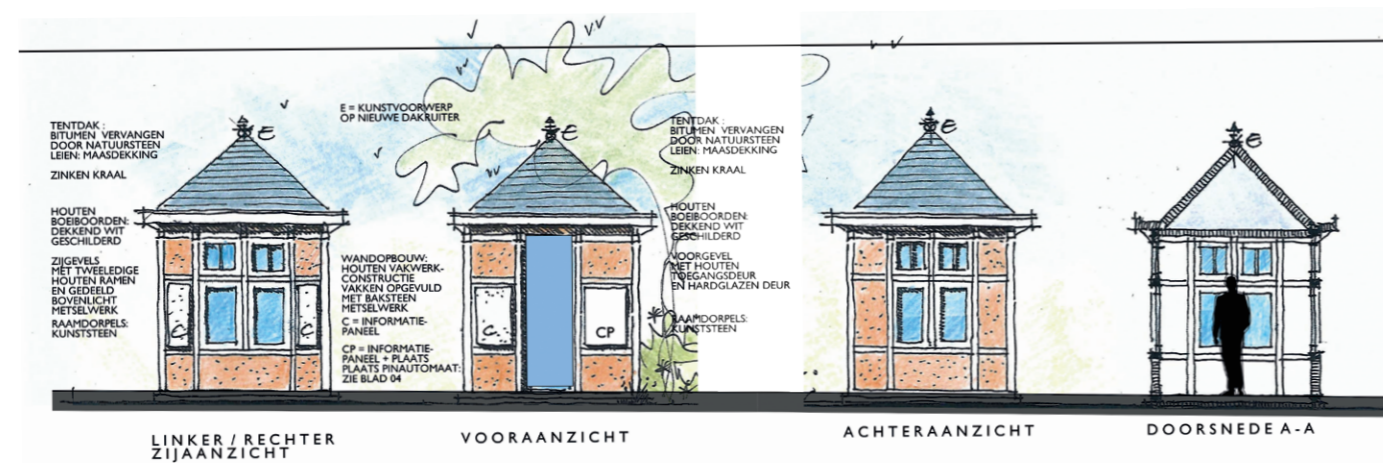 TENTDAK :
BITUMEN VERVANGEN
DOOR NATUURSTEEN
LEIEN: MAASDEKKING
ZINKEN KRAAL
HOUTEN
BOEIBOORDEN:
DEKKEND WIT
GESCHILDERD
ZIJGEVELS
MET TWEELEDIGE
HOUTEN RAMEN
EN GEDEELD
BOVENLICHT
METSELWERK
RAAMDORPELS:
KUNSTSTEEN
E
C
C
LINKER / RECHTER
ZIJAANZICHT
E = KUNSTVOORWERP
OP NIEUWE DAKRUITER
WANDOPBOUW:
HOUTEN VAKWERK-
CONSTRUCTIE
VAKKEN OPGEVULD
MET BAKSTEEN
METSELWERK
C = INFORMATIE-
PANEEL
CP = INFORMATIE-
PANEEL + PLAATS
PLAATS PINAUTOMAAT:
ZIE BLAD 04
E
C
CP
VOORAANZICHT
TENTDAK :
BITUMEN VERVANGEN
DOOR NATUURSTEEN
LEIEN: MAASDEKKING
ZINKEN KRAAL
HOUTEN
BOEIBOORDEN:
DEKKEND WIT
GESCHILDERD
VOORGEVEL
MET HOUTEN
TOEGANGSDEUR
EN HARDGLAZEN DEUR
RAAMDORPELS:
KUNSTSTEEN
E
ACHTERAANZICHT
E
DOORSNEDE A-A